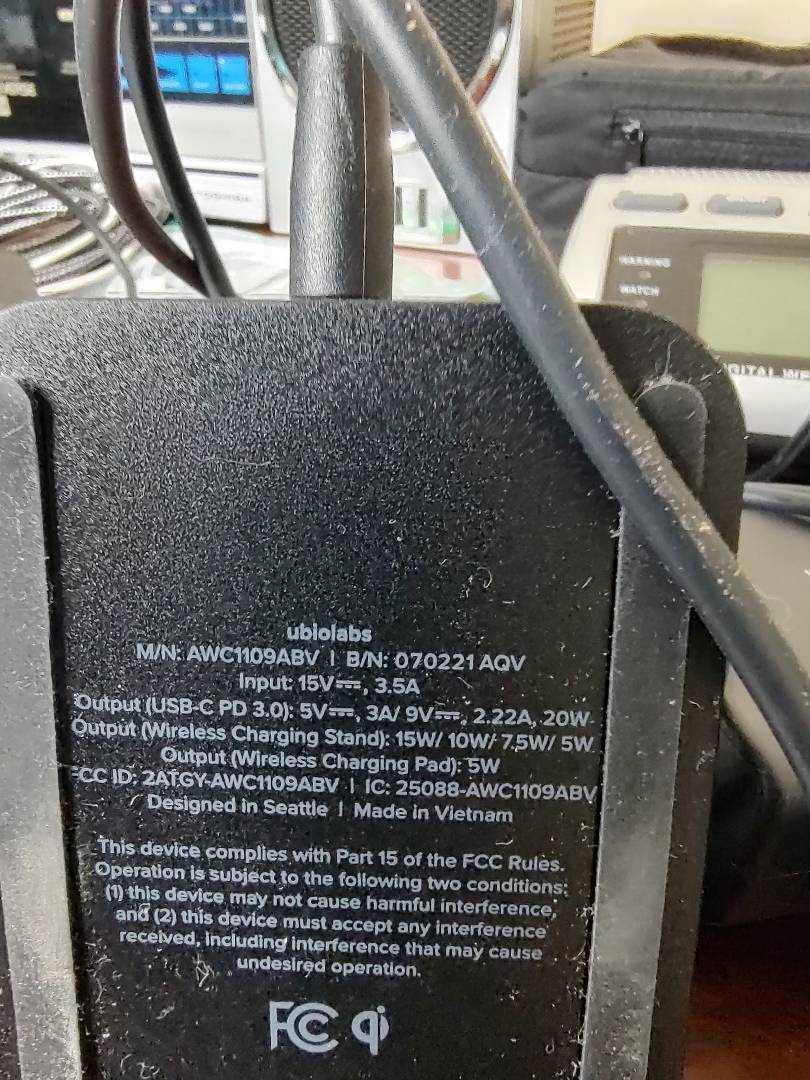 TOSHIBA
WARNING
WATCH
ubiolabs
M/N: AWC1109ABV | B/N: 070221 AQV
Input: 15V⎓, 3.5A
Output (USB-C PD 3.0): 5V⎓, 3A/ 9V⎓, 2.22A, 20W
Output (Wireless Charging Stand): 15W/ 10W/ 7.5W/ 5W
Output (Wireless Charging Pad): 5W
FCC ID: 2ATGY-AWC1109ABV | IC: 25088-AWC1109ABV
Designed in Seattle | Made in Vietnam
This device complies with Part 15 of the FCC Rules.
Operation is subject to the following two conditions:
(1) this device may not cause harmful interference,
and (2) this device must accept any interference
received, including interference that may cause
undesired operation.
FC qi